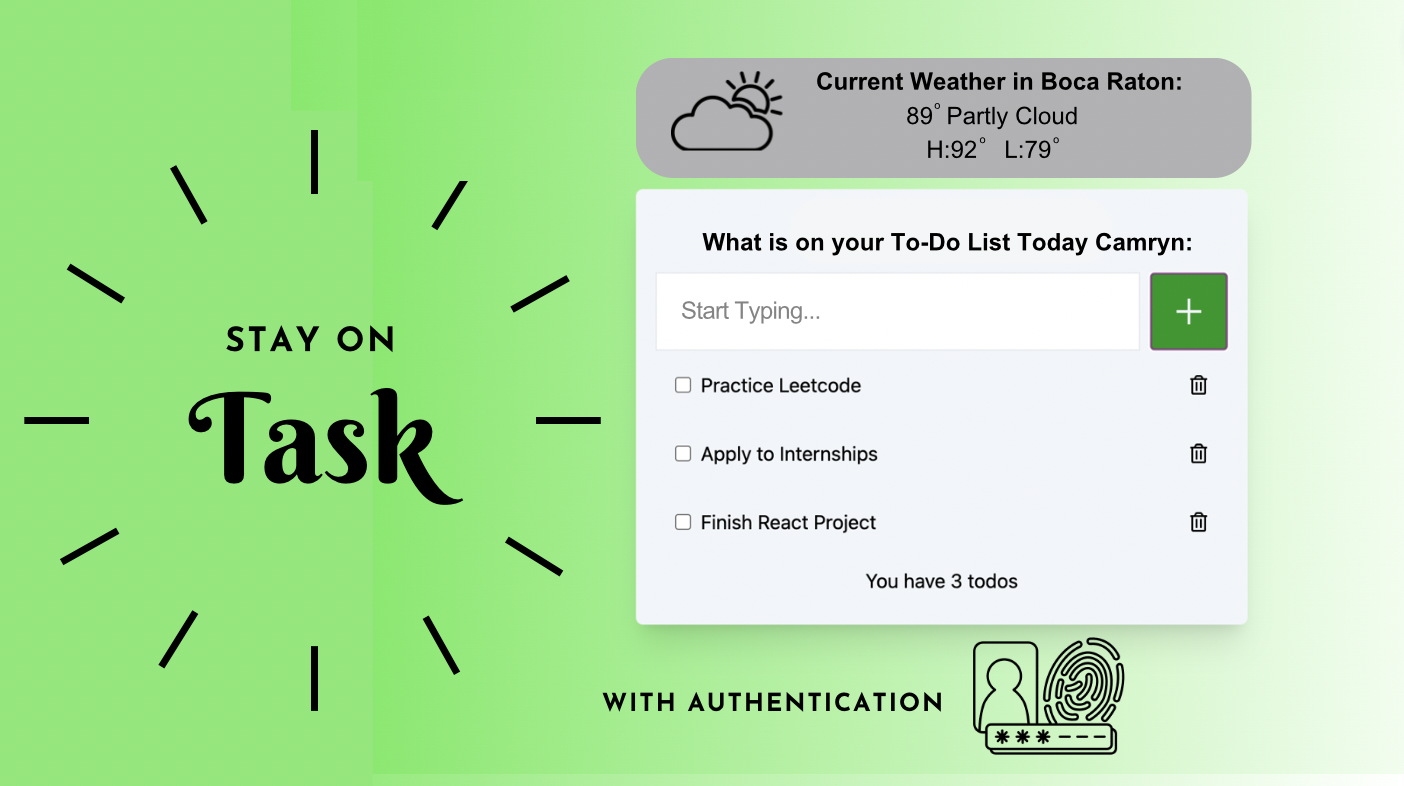 STAY ON
Task
Current Weather in Boca Raton:
89° Partly Cloud
H:92° L:79°
What is on your To-Do List Today Camryn:
Start Typing...
Practice Leetcode
Apply to Internships
Finish React Project
You have 3 todos
WITH AUTHENTICATION